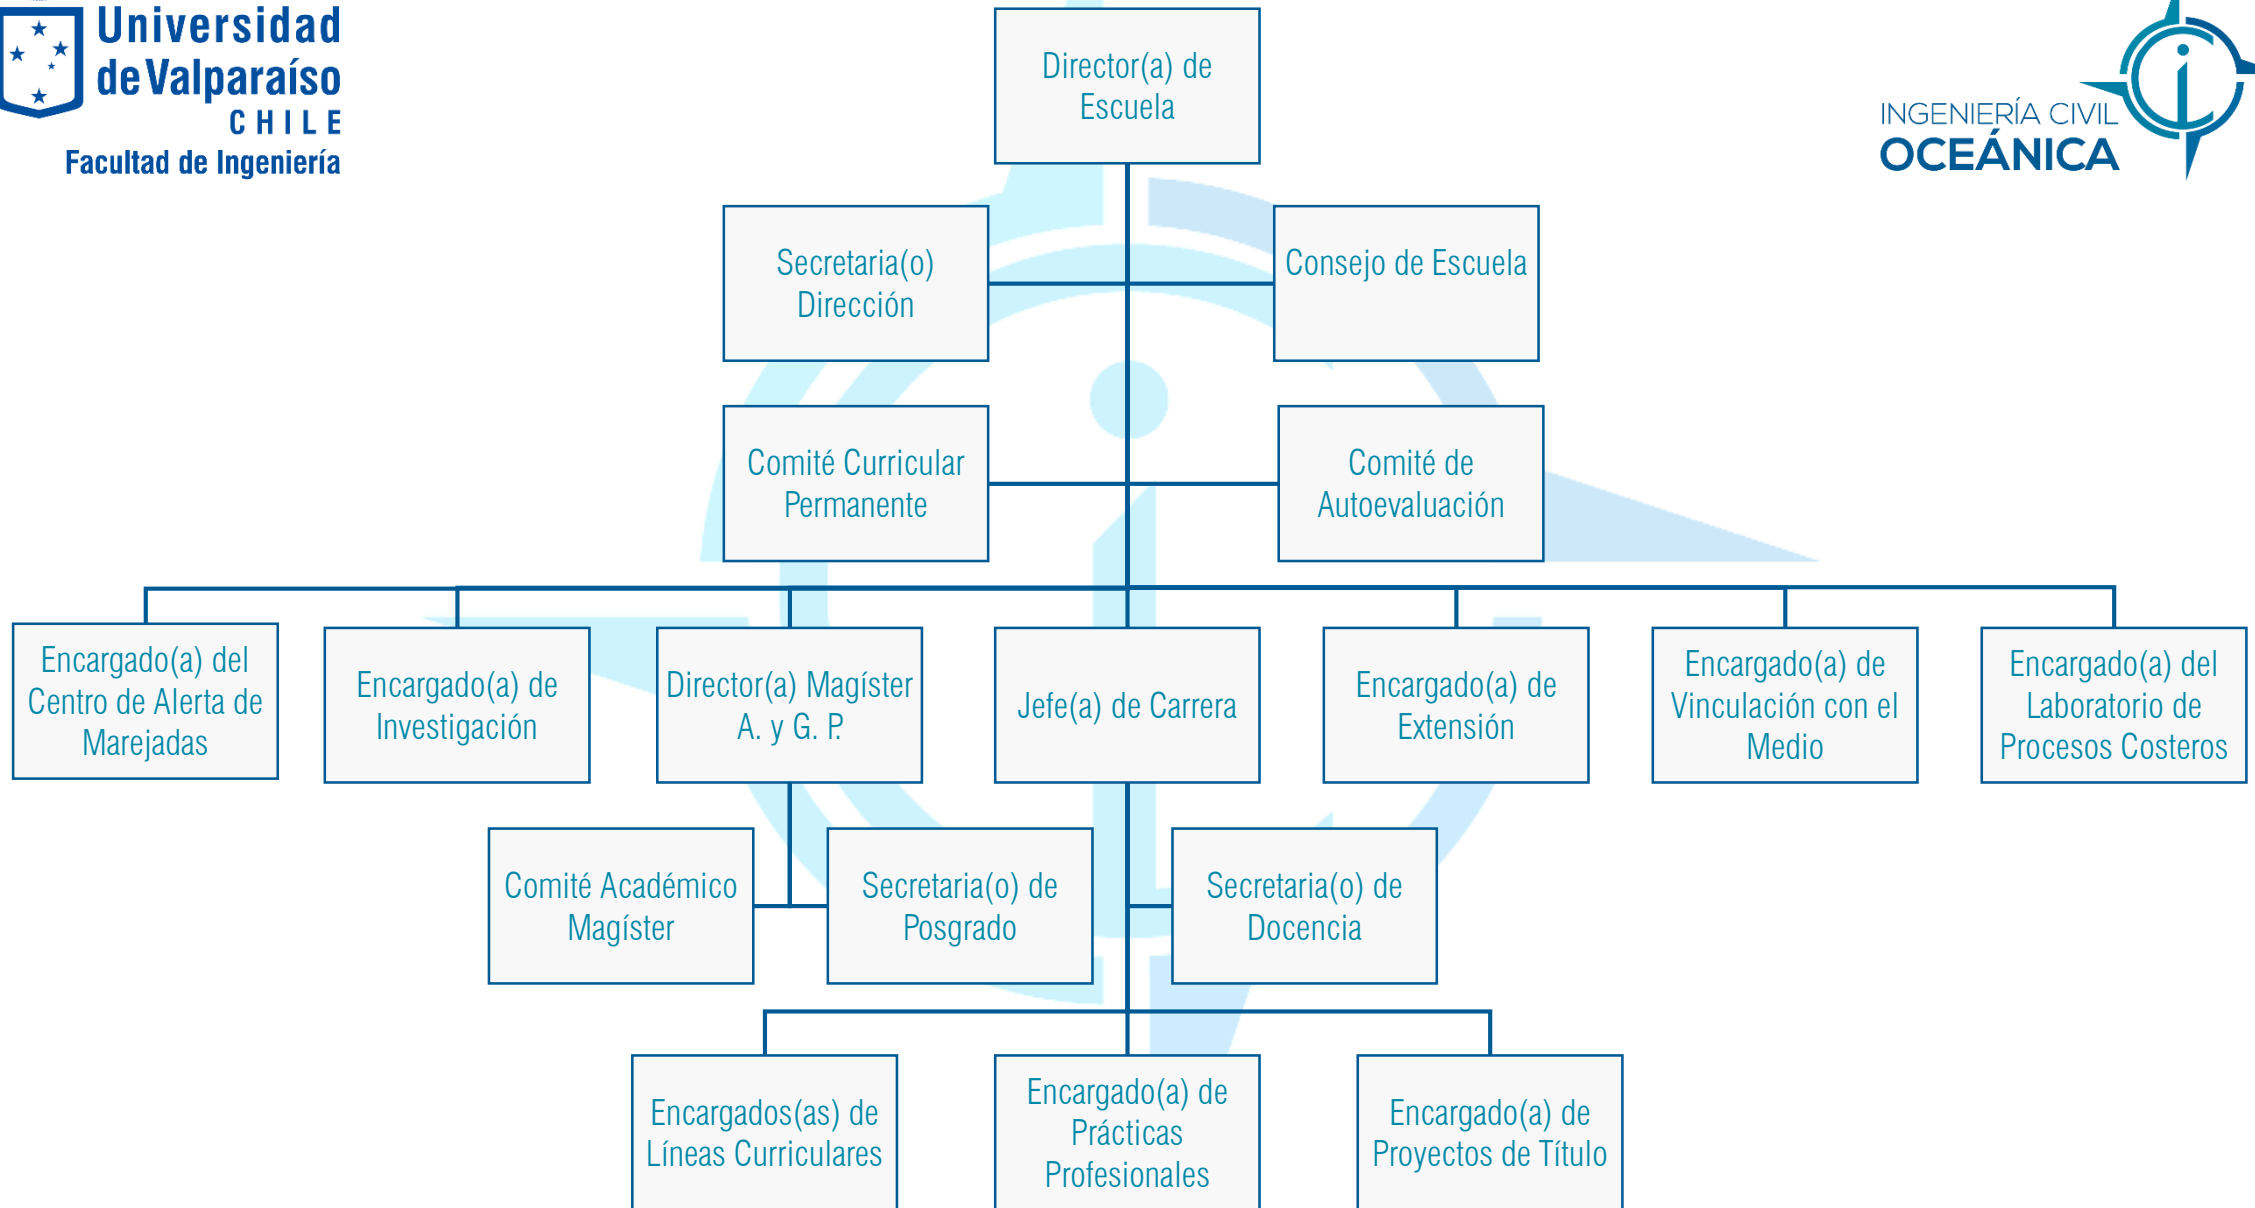 Universidad
de Valparaíso
CHILE
Facultad de Ingeniería
INGENIERÍA CIVIL
OCEÁNICA
Director(a) de
Escuela
Secretaria(o)
Dirección
Consejo de Escuela
Comité Curricular
Permanente
Comité de
Autoevaluación
Encargado(a) del
Centro de Alerta de
Marejadas
Encargado(a) de
Investigación
Director(a) Magíster
A. y G. P.
Jefe(a) de Carrera
Encargado(a) de
Extensión
Encargado(a) de
Vinculación con el
Medio
Encargado(a) del
Laboratorio de
Procesos Costeros
Comité Académico
Magíster
Secretaria(o) de
Posgrado
Secretaria(o) de
Docencia
Encargados(as) de
Líneas Curriculares
Encargado(a) de
Prácticas
Profesionales
Encargado(a) de
Proyectos de Título